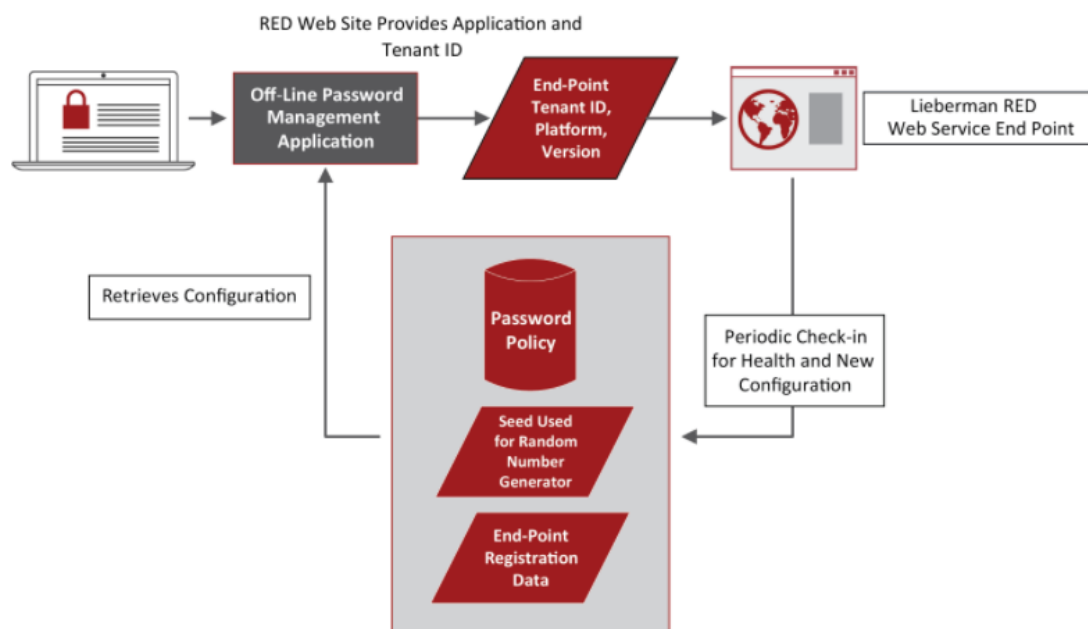 RED Web Site Provides Application and
Tenant ID
Off-Line Password
Management
Application
End-Point
Tenant ID,
Platform,
Version
Lieberman RED
Web Service End Point
Retrieves Configuration
Password
Policy
Periodic Check-in
for Health and New
Configuration
Seed Used
for Random
Number
Generator
End-Point
Registration
Data